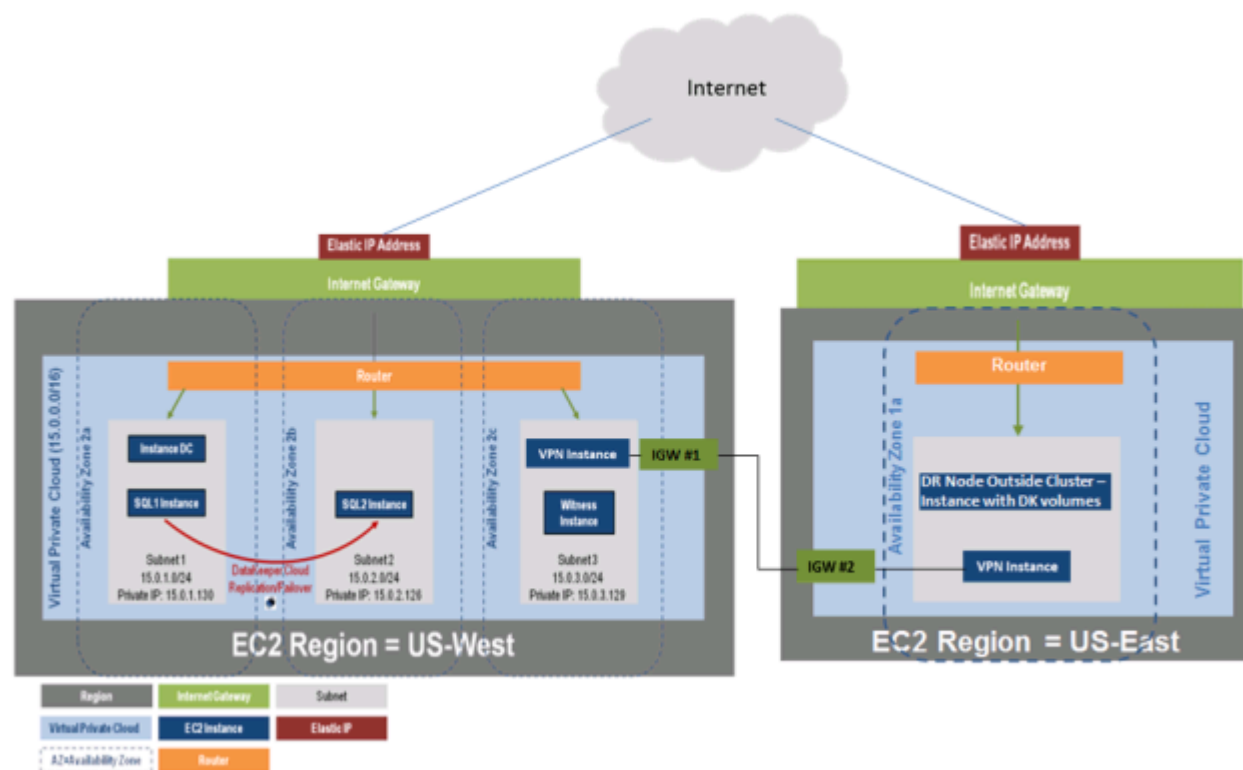 Internet
Elastic IP Address
Internet Gateway
Elastic IP Address
Internet Gateway
Virtual Private Cloud (15.0.0.0/16)
Availability Zone 2a
Availability Zone 2b
Availability Zone 2c
Router
Instance DC
SQL1 Instance
Subnet 1
15.0.1.0/24
Private IP: 15.0.1.130
SQL2 Instance
Subnet 2
15.0.2.0/24
Private IP: 15.0.2.126
DataKeeper Cloud
Replication/Failover
VPN Instance
Witness
Instance
Subnet 3
15.0.3.0/24
Private IP: 15.0.3.129
IGW #1
EC2 Region = US-West
Router
Availability Zone 1a
Virtual Private Cloud
DR Node Outside Cluster –
Instance with DK volumes
IGW #2
VPN Instance
EC2 Region = US-East
Region
Internet Gateway
Subnet
Virtual Private Cloud
EC2 Instance
Elastic IP
AZ=Availability Zone
Router